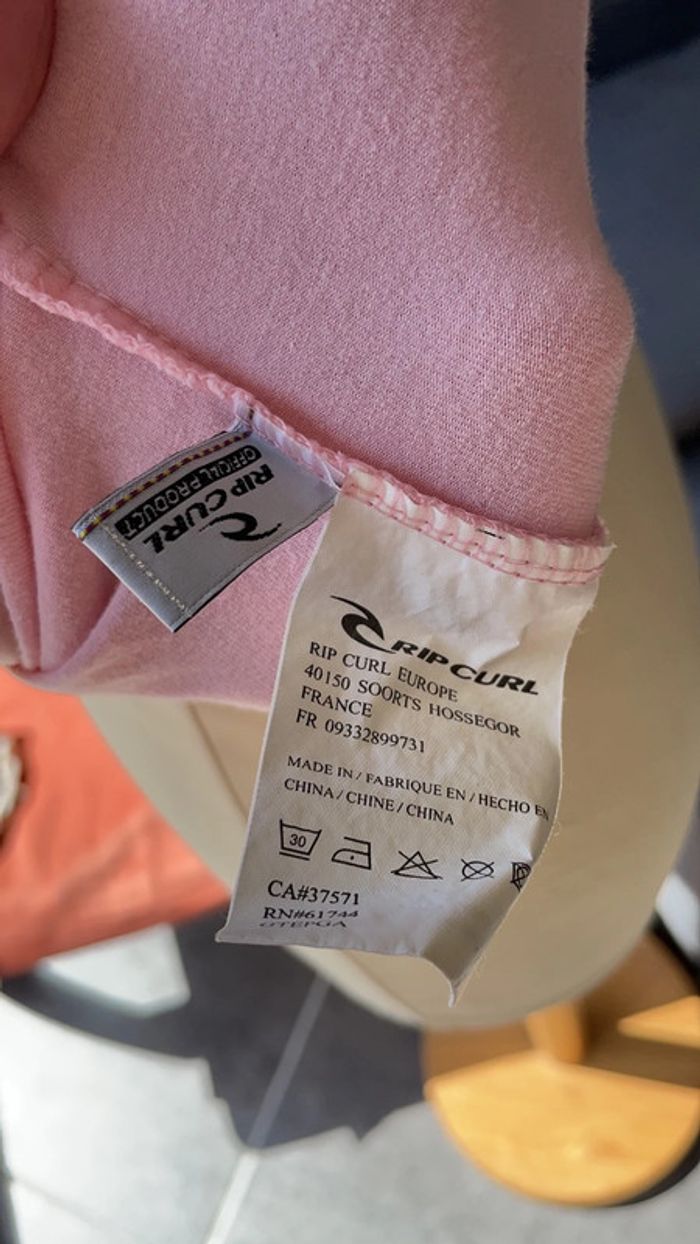 OFFICIAL PRODUCT
RIP CURL
RIP CURL
RIP CURL EUROPE
40150 SOORTS HOSSEGOR
FRANCE
FR 09332899731
MADE IN / FABRIQUE EN / HECHO EN
CHINA / CHINE / CHINA
30
CA#37571
RN#61744